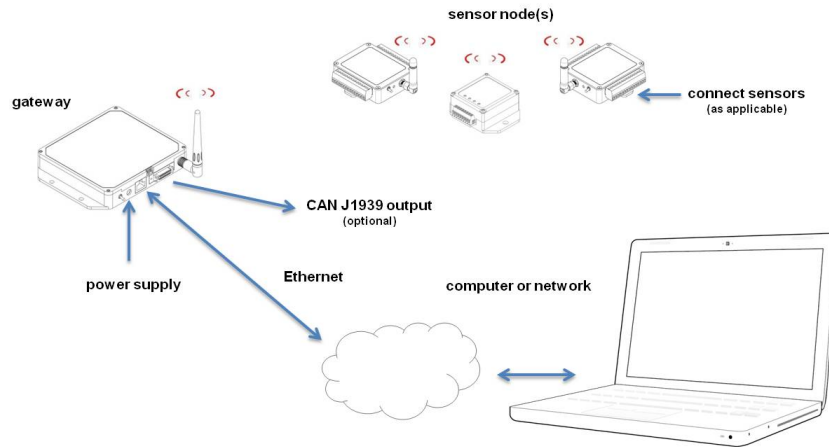 sensor node(s)
gateway
connect sensors
(as applicable)
CAN J1939 output
(optional)
power supply
Ethernet
computer or network